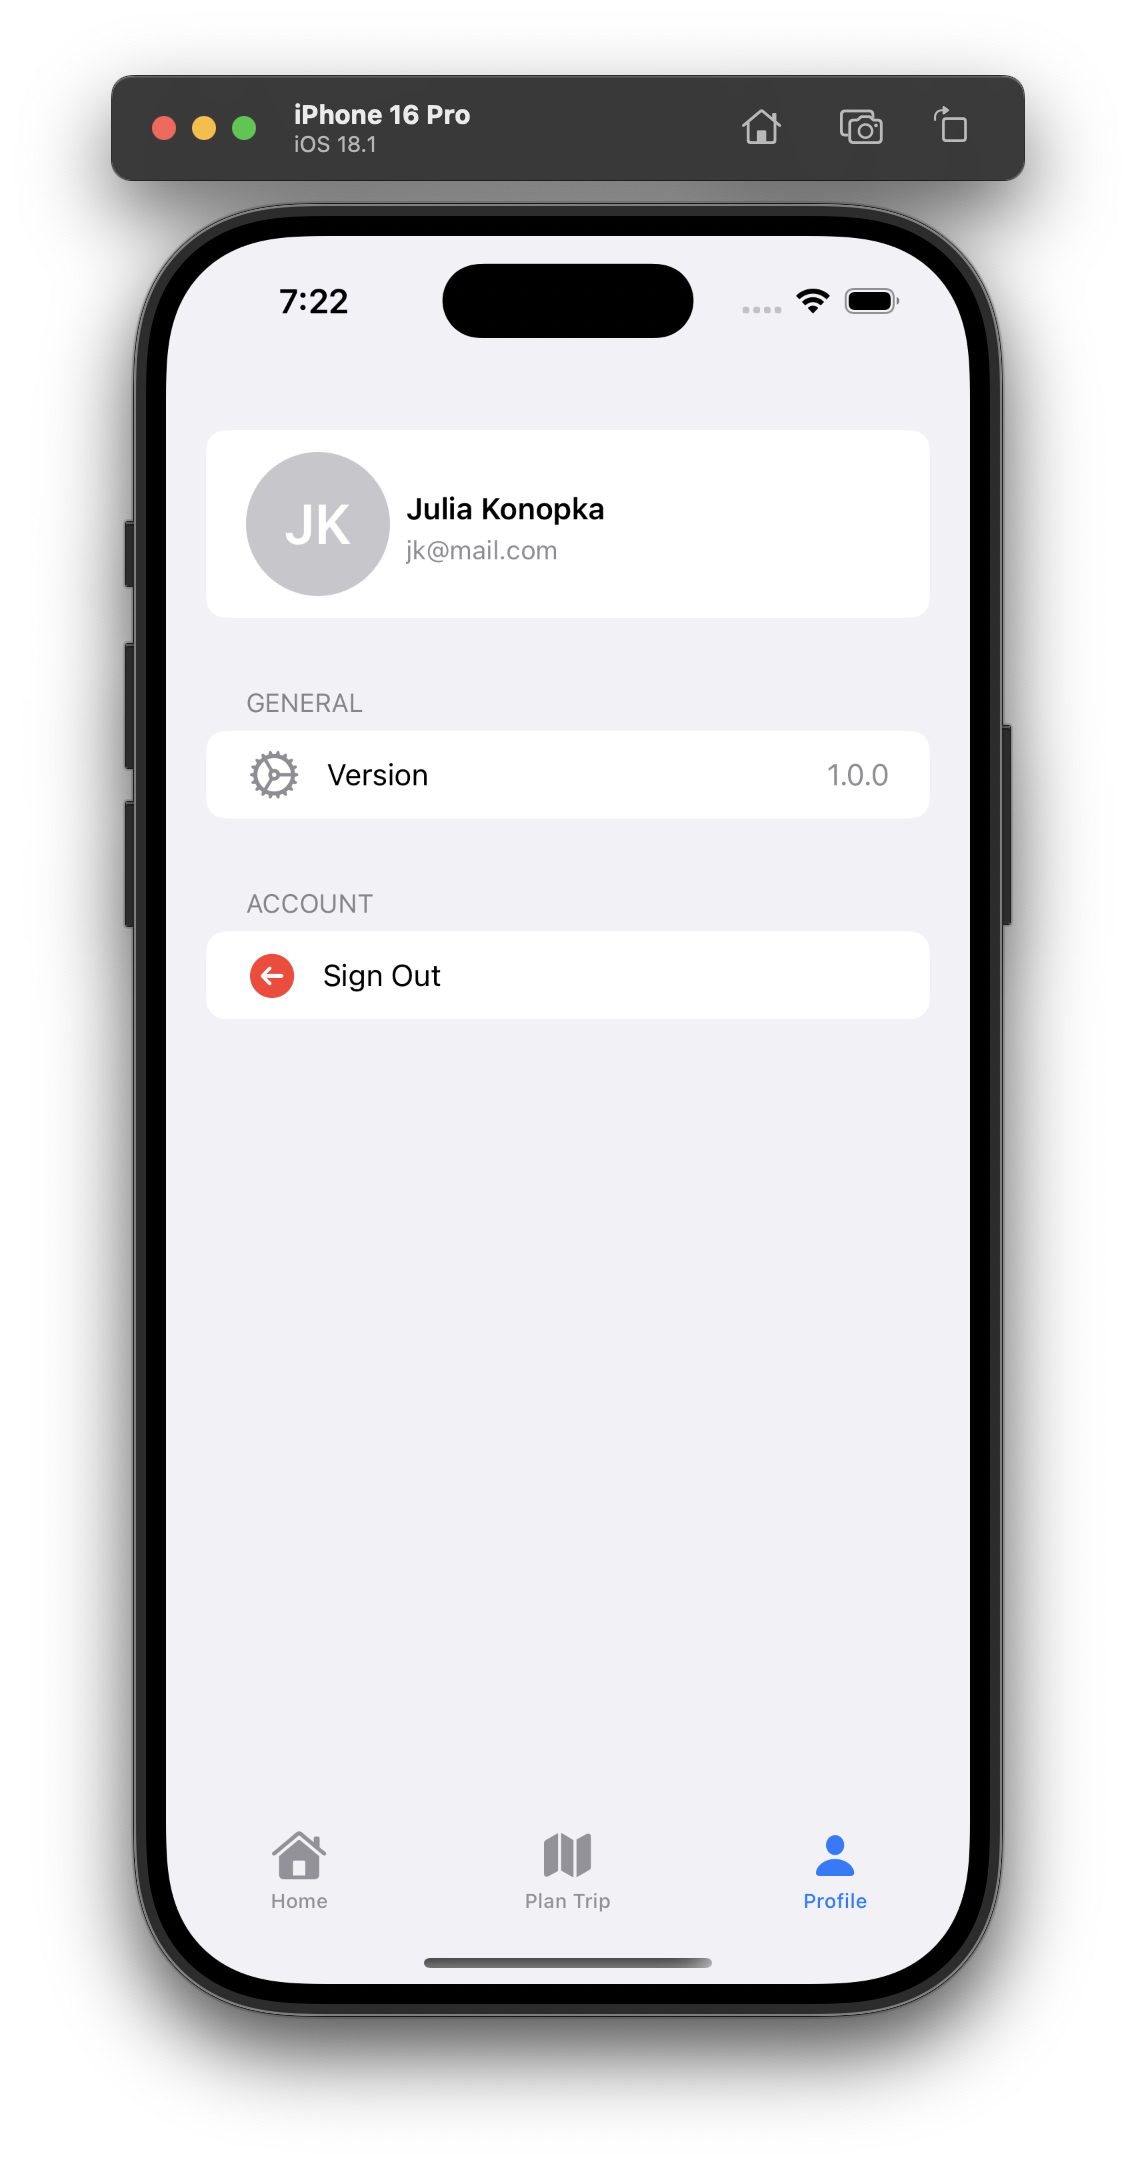 iPhone 16 Pro
iOS 18.1
7:22
JK
Julia Konopka
jk@mail.com
GENERAL
Version 1.0.0
ACCOUNT
Sign Out
Home Plan Trip Profile